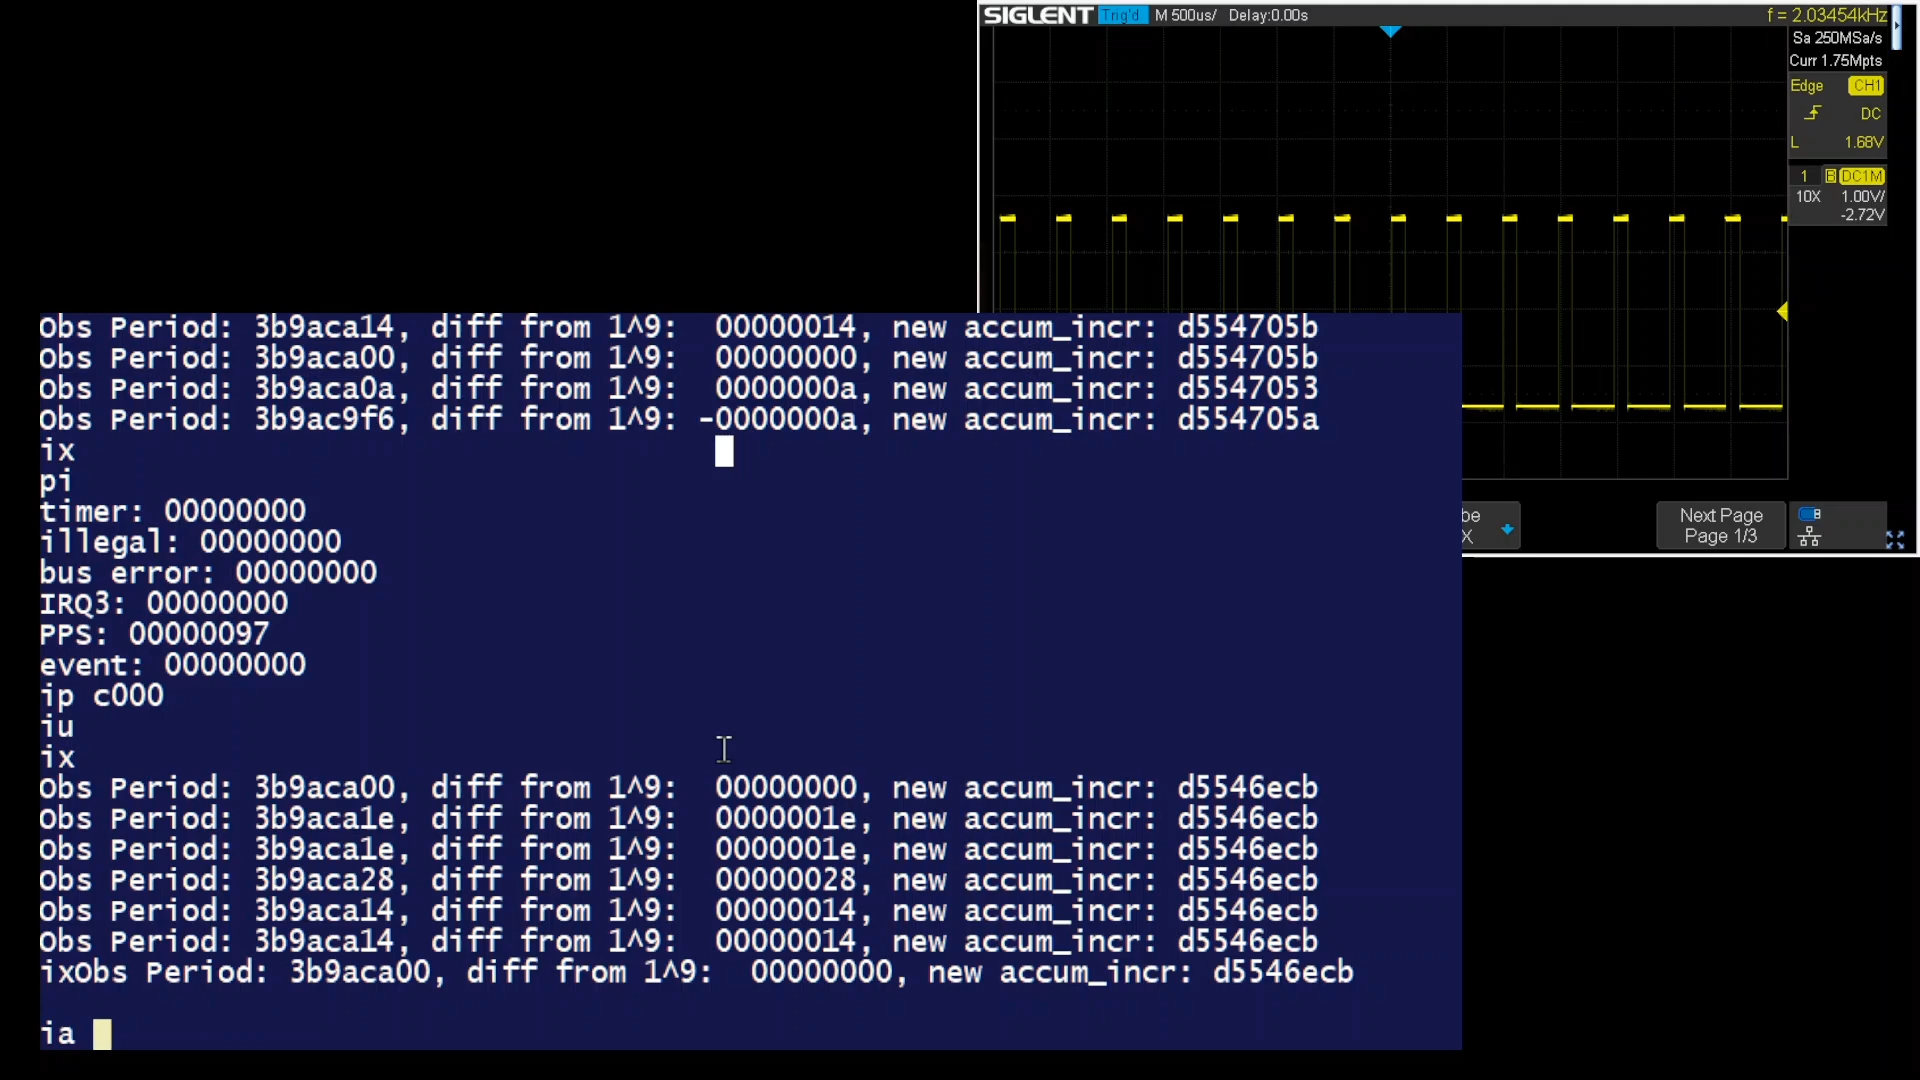 SIGLENT Trig'd M 500us/ Delay:0.00s f = 2.03454kHz
Sa 250MSa/s
Curr 1.75Mpts
Edge CH1
DC
L 1.68V
1 B DC1M
10X 1.00V/
-2.72V
Obs Period: 3b9aca14, diff from 1^9:  00000014, new accum_incr: d554705b
Obs Period: 3b9aca00, diff from 1^9:  00000000, new accum_incr: d554705b
Obs Period: 3b9aca0a, diff from 1^9:  0000000a, new accum_incr: d5547053
Obs Period: 3b9ac9f6, diff from 1^9: -0000000a, new accum_incr: d554705a
ix
pi
timer: 00000000
illegal: 00000000
bus error: 00000000
IRQ3: 00000000
PPS: 00000097
event: 00000000
ip c000
iu
ix
Obs Period: 3b9aca00, diff from 1^9:  00000000, new accum_incr: d5546ecb
Obs Period: 3b9aca1e, diff from 1^9:  0000001e, new accum_incr: d5546ecb
Obs Period: 3b9aca1e, diff from 1^9:  0000001e, new accum_incr: d5546ecb
Obs Period: 3b9aca28, diff from 1^9:  00000028, new accum_incr: d5546ecb
Obs Period: 3b9aca14, diff from 1^9:  00000014, new accum_incr: d5546ecb
Obs Period: 3b9aca14, diff from 1^9:  00000014, new accum_incr: d5546ecb
ixObs Period: 3b9aca00, diff from 1^9:  00000000, new accum_incr: d5546ecb
ia
be
X
Next Page
Page 1/3